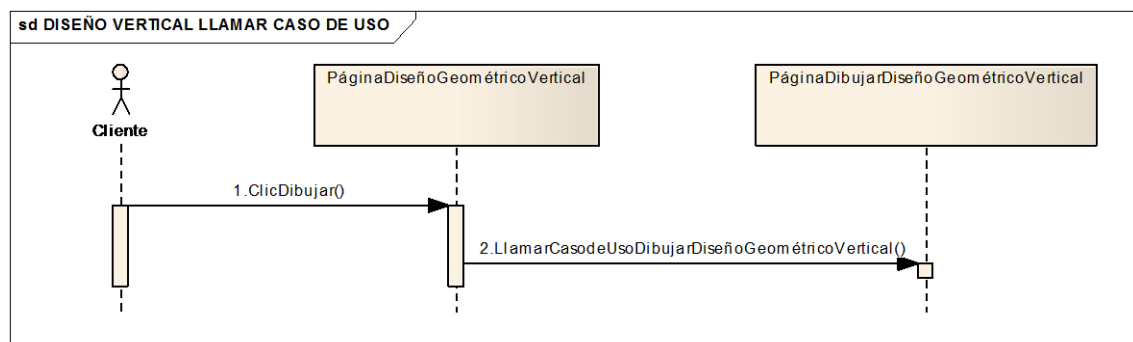 sd DISEÑO VERTICAL LLAMAR CASO DE USO
PáginaDiseñoGeométricoVertical
PáginaDibujarDiseñoGeométricoVertical
Cliente
1.ClicDibujar()
2.LlamarCasodeUsoDibujarDiseñoGeométricoVertical()